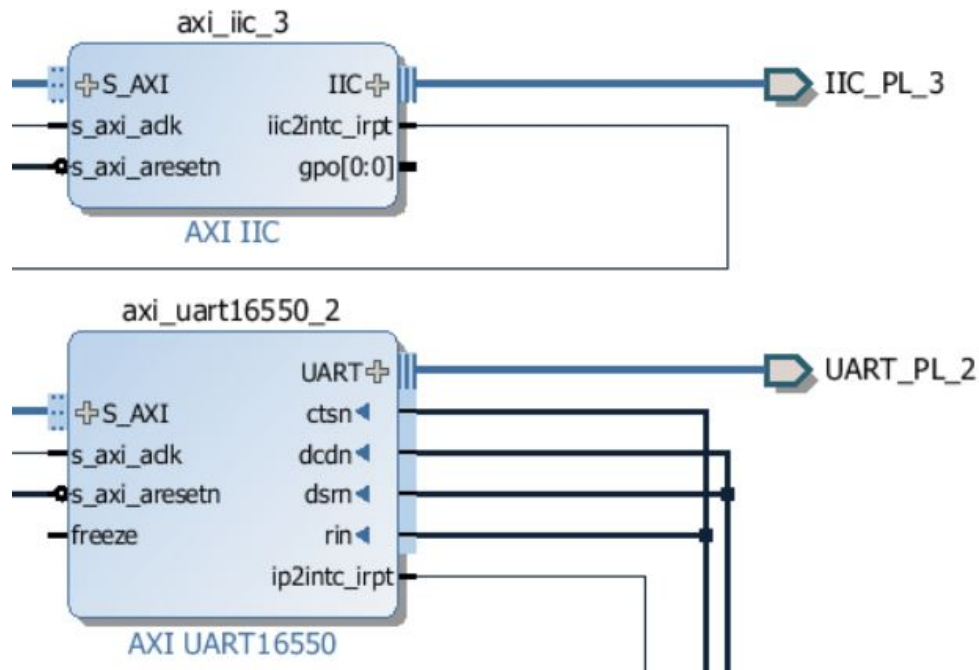 axi_iic_3
S_AXI
IIC
IIC_PL_3
s_axi_aclk
iic2intc_irpt
s_axi_aresetn
gpo[0:0]
AXI IIC
axi_uart16550_2
UART
UART_PL_2
S_AXI
ctsn
s_axi_aclk
dcdn
s_axi_aresetn
dsrn
freeze
rin
ip2intc_irpt
AXI UART16550